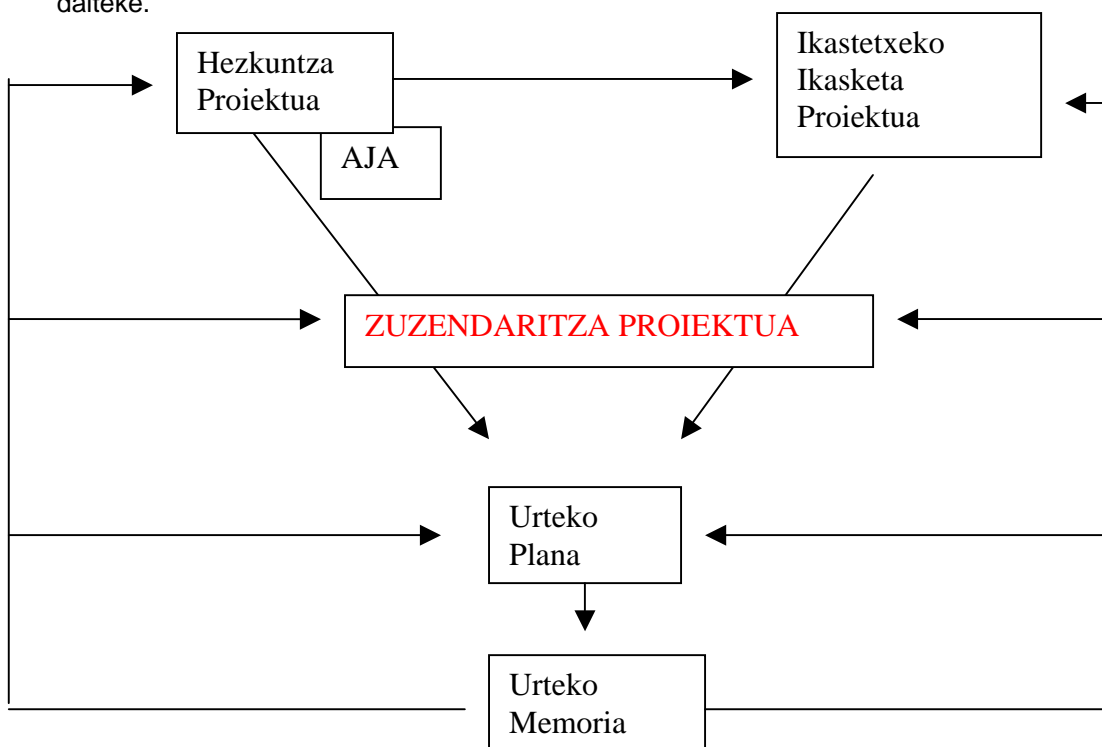 daiteke.
Hezkuntza
Proiektua
Ikastetxeko
Ikasketa
Proiektua
AJA
ZUZENDARITZA PROIEKTUA
Urteko
Plana
Urteko
Memoria